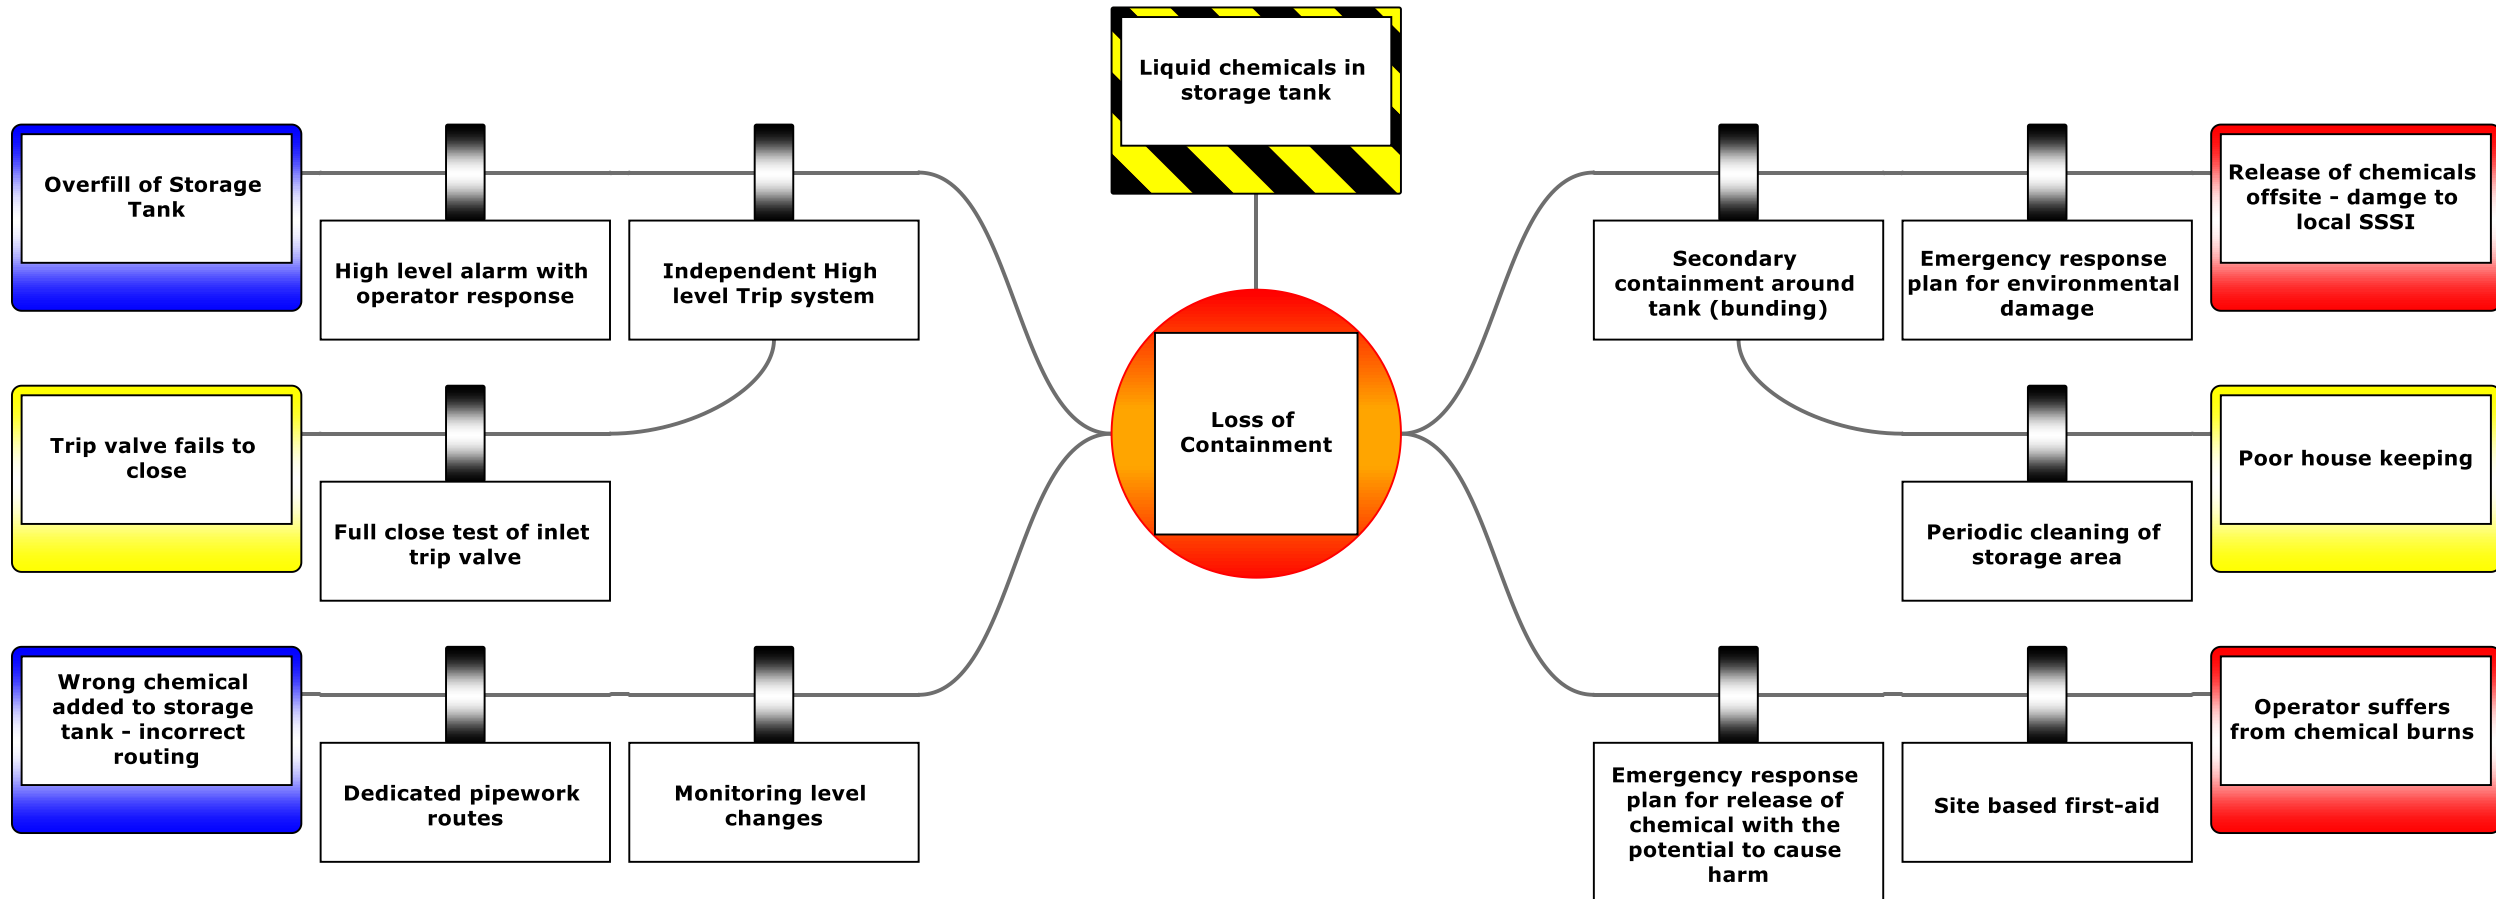 Liquid chemicals in
storage tank
Overfill of Storage
Tank
High level alarm with
operator response
Independent High
level Trip system
Secondary
containment around
tank (bunding)
Emergency response
plan for environmental
damage
Release of chemicals
offsite - damge to
local SSSI
Trip valve fails to
close
Full close test of inlet
trip valve
Loss of
Containment
Periodic cleaning of
storage area
Poor house keeping
Wrong chemical
added to storage
tank - incorrect
routing
Dedicated pipework
routes
Monitoring level
changes
Emergency response
plan for release of
chemical with the
potential to cause
harm
Site based first-aid
Operator suffers
from chemical burns